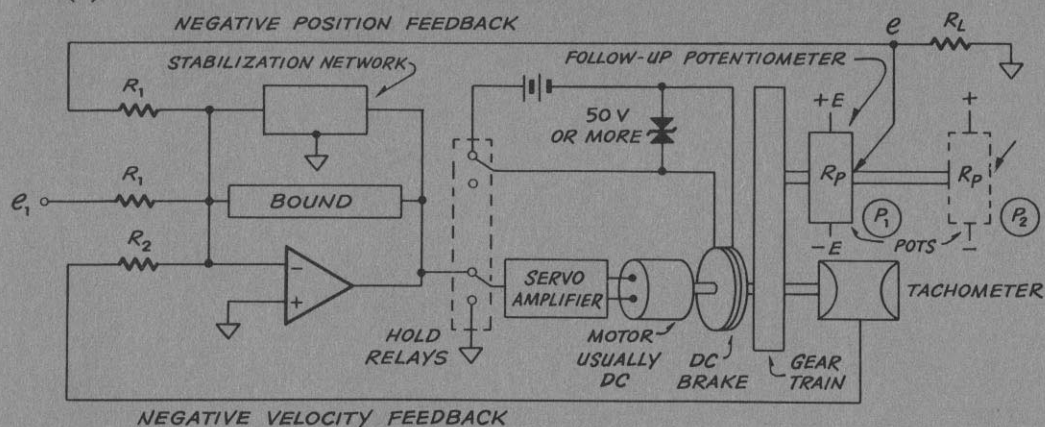 NEGATIVE POSITION FEEDBACK
e
R_L
STABILIZATION NETWORK
FOLLOW-UP POTENTIOMETER
R_1
50 V
OR MORE
+E
+
R_P
R_P
e_1
R_1
BOUND
P_1
P_2
R_2
-E
POTS
-
-
+
SERVO
AMPLIFIER
TACHOMETER
HOLD
RELAYS
MOTOR
USUALLY
DC
DC
BRAKE
GEAR
TRAIN
NEGATIVE VELOCITY FEEDBACK